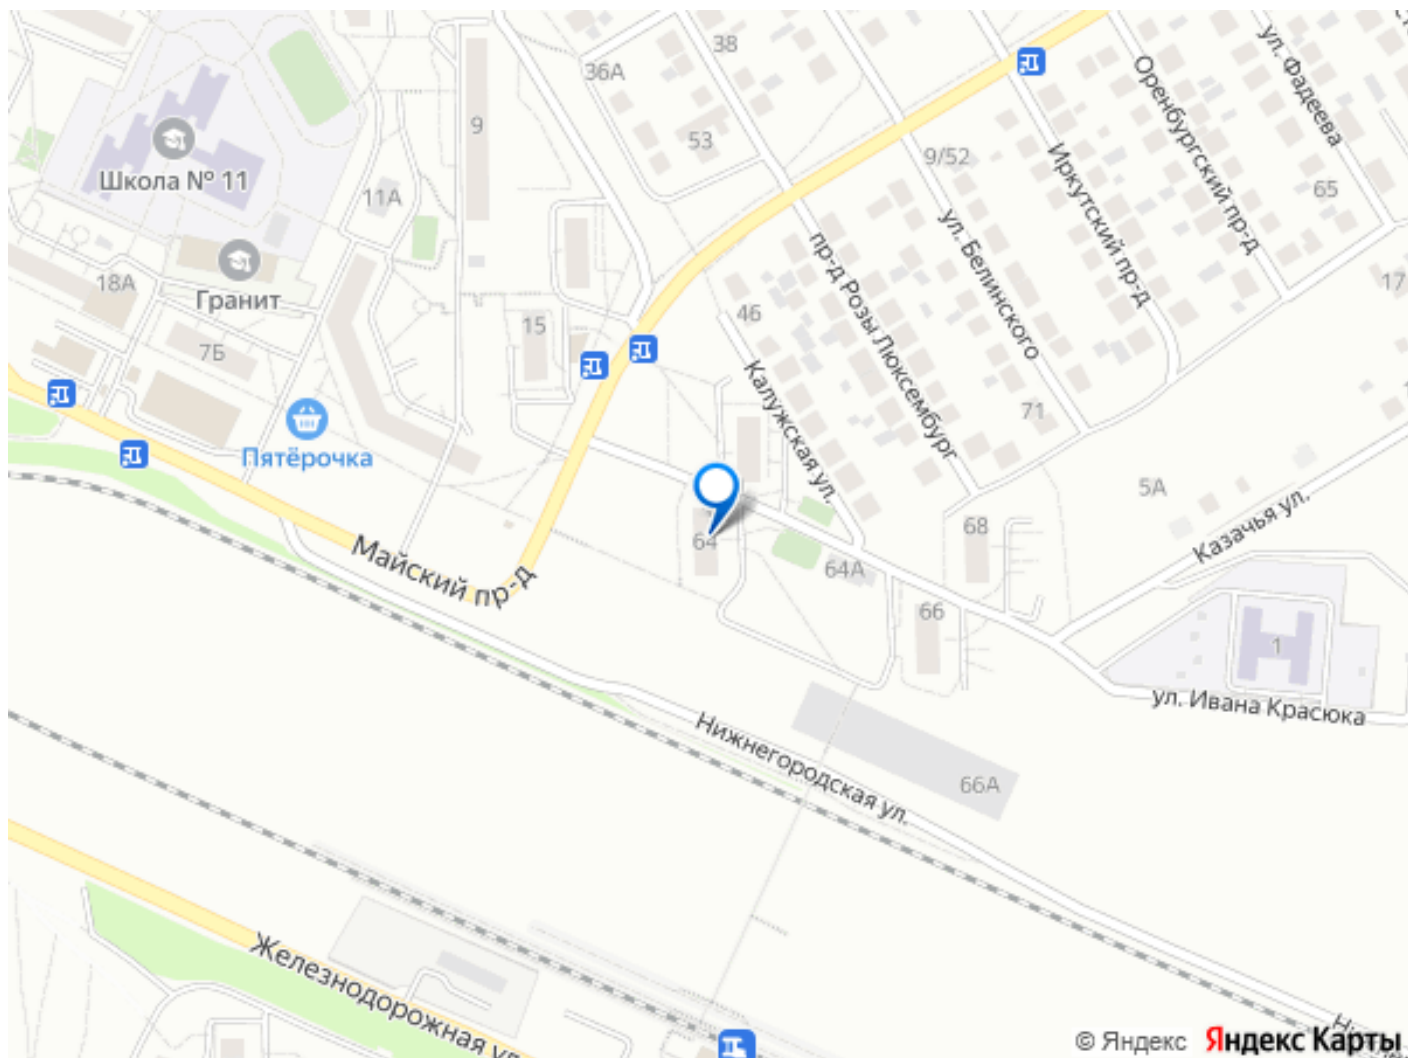 38
36А
ул. Фадеева
Оренбургский пр-д
9
53
9/52
Иркутский пр-д
Школа № 11
65
11А
ул. Белинского
пр-д Розы Люксембург
18А
Гранит
17
46
15
7Б
Калужская ул.
71
Пятёрочка
5А
Казачья ул.
68
64
Майский пр-д
64А
66
1
ул. Ивана Красюка
Нижнегородская ул.
66А
Железнодорожная ул
© Яндекс Яндекс Карты